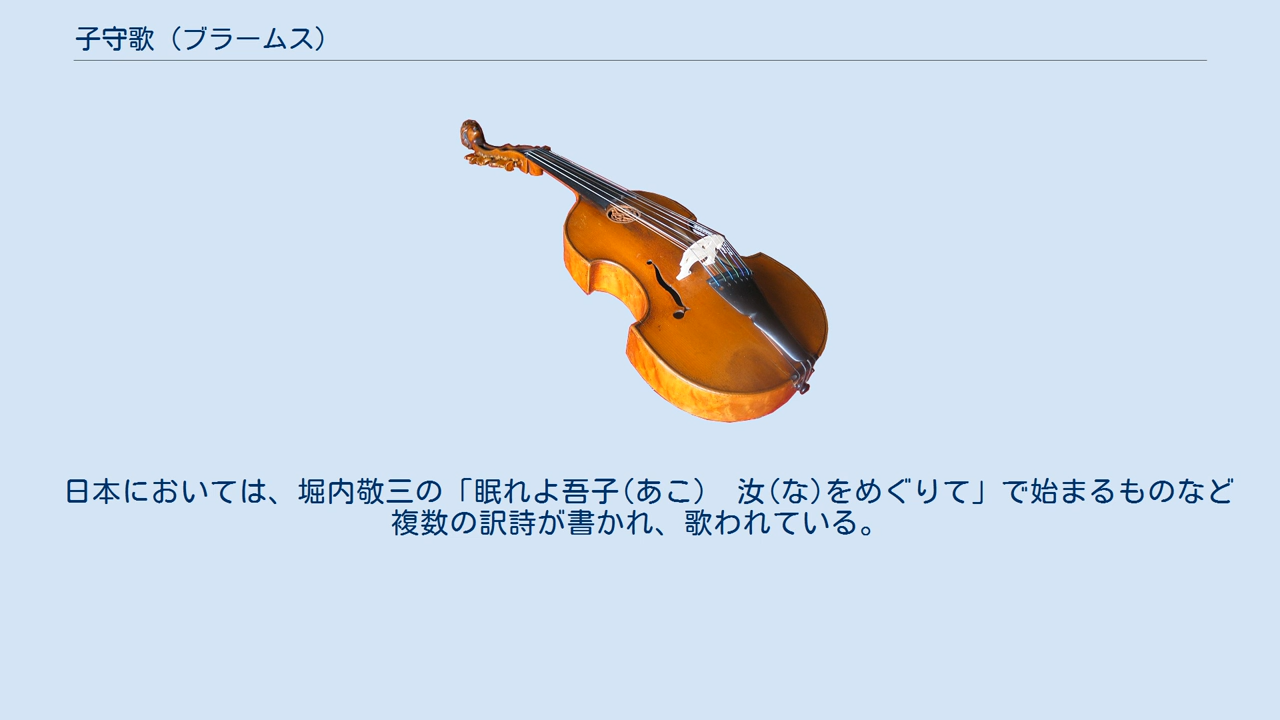 子守歌（ブラームス）
日本においては、堀内敬三の「眠れよ吾子(あこ)　汝(な)をめぐりて」で始まるものなど
複数の訳詩が書かれ、歌われている。